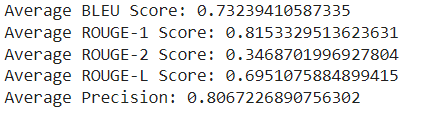 Average BLEU Score: 0.73239410587335
Average ROUGE-1 Score: 0.8153329513623631
Average ROUGE-2 Score: 0.3468701996927804
Average ROUGE-L Score: 0.6951075884899415
Average Precision: 0.8067226890756302